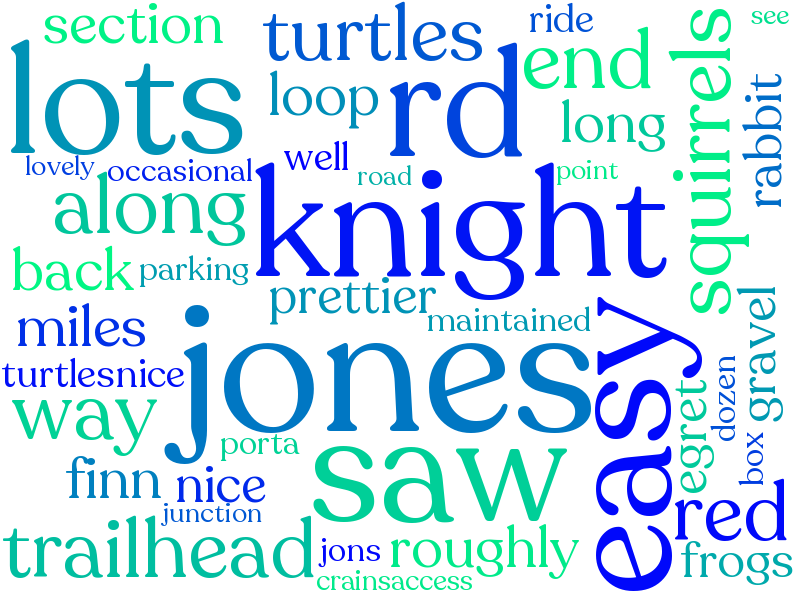 section
turtles
ride
see
lots
loop
rd
end
squirrels
rabbit
long
lovely
occasional
well
road
point
along
knight
back
parking
prettier
maintained
miles
jones
easy
gravel
turtlesnice
way
porta
saw
egret
dozen
box
finn
nice
junction
red
trailhead
jons
roughly
frogs
crainsaccess